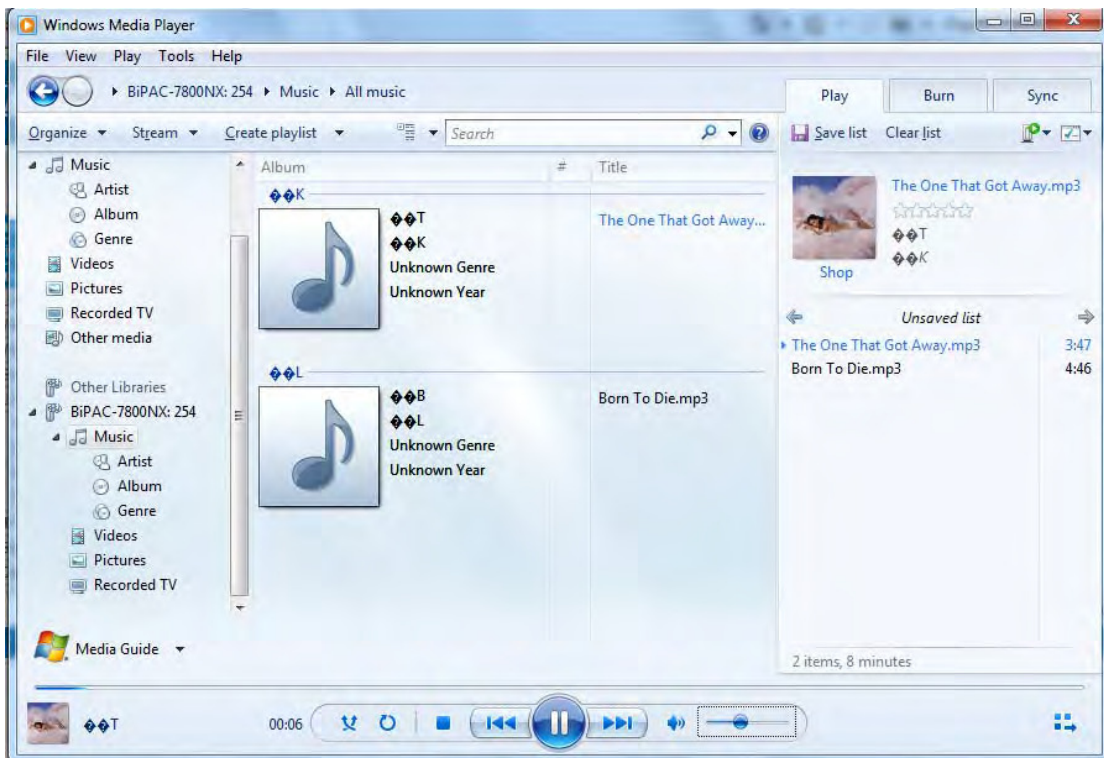 Windows Media Player
File View Play Tools Help
BiPAC-7800NX: 254 Music All music
Play Burn Sync
Organize Stream Create playlist Search
Save list Clear list
Music
Artist
Album
Genre
Videos
Pictures
Recorded TV
Other media
Other Libraries
BiPAC-7800NX: 254
Music
Artist
Album
Genre
Videos
Pictures
Recorded TV
Media Guide
Album # Title
��K
��T
��K
Unknown Genre
Unknown Year
The One That Got Away...
��L
��B
��L
Unknown Genre
Unknown Year
Born To Die.mp3
The One That Got Away.mp3
��T
��K
Shop
Unsaved list
The One That Got Away.mp3 3:47
Born To Die.mp3 4:46
2 items, 8 minutes
��T
00:06